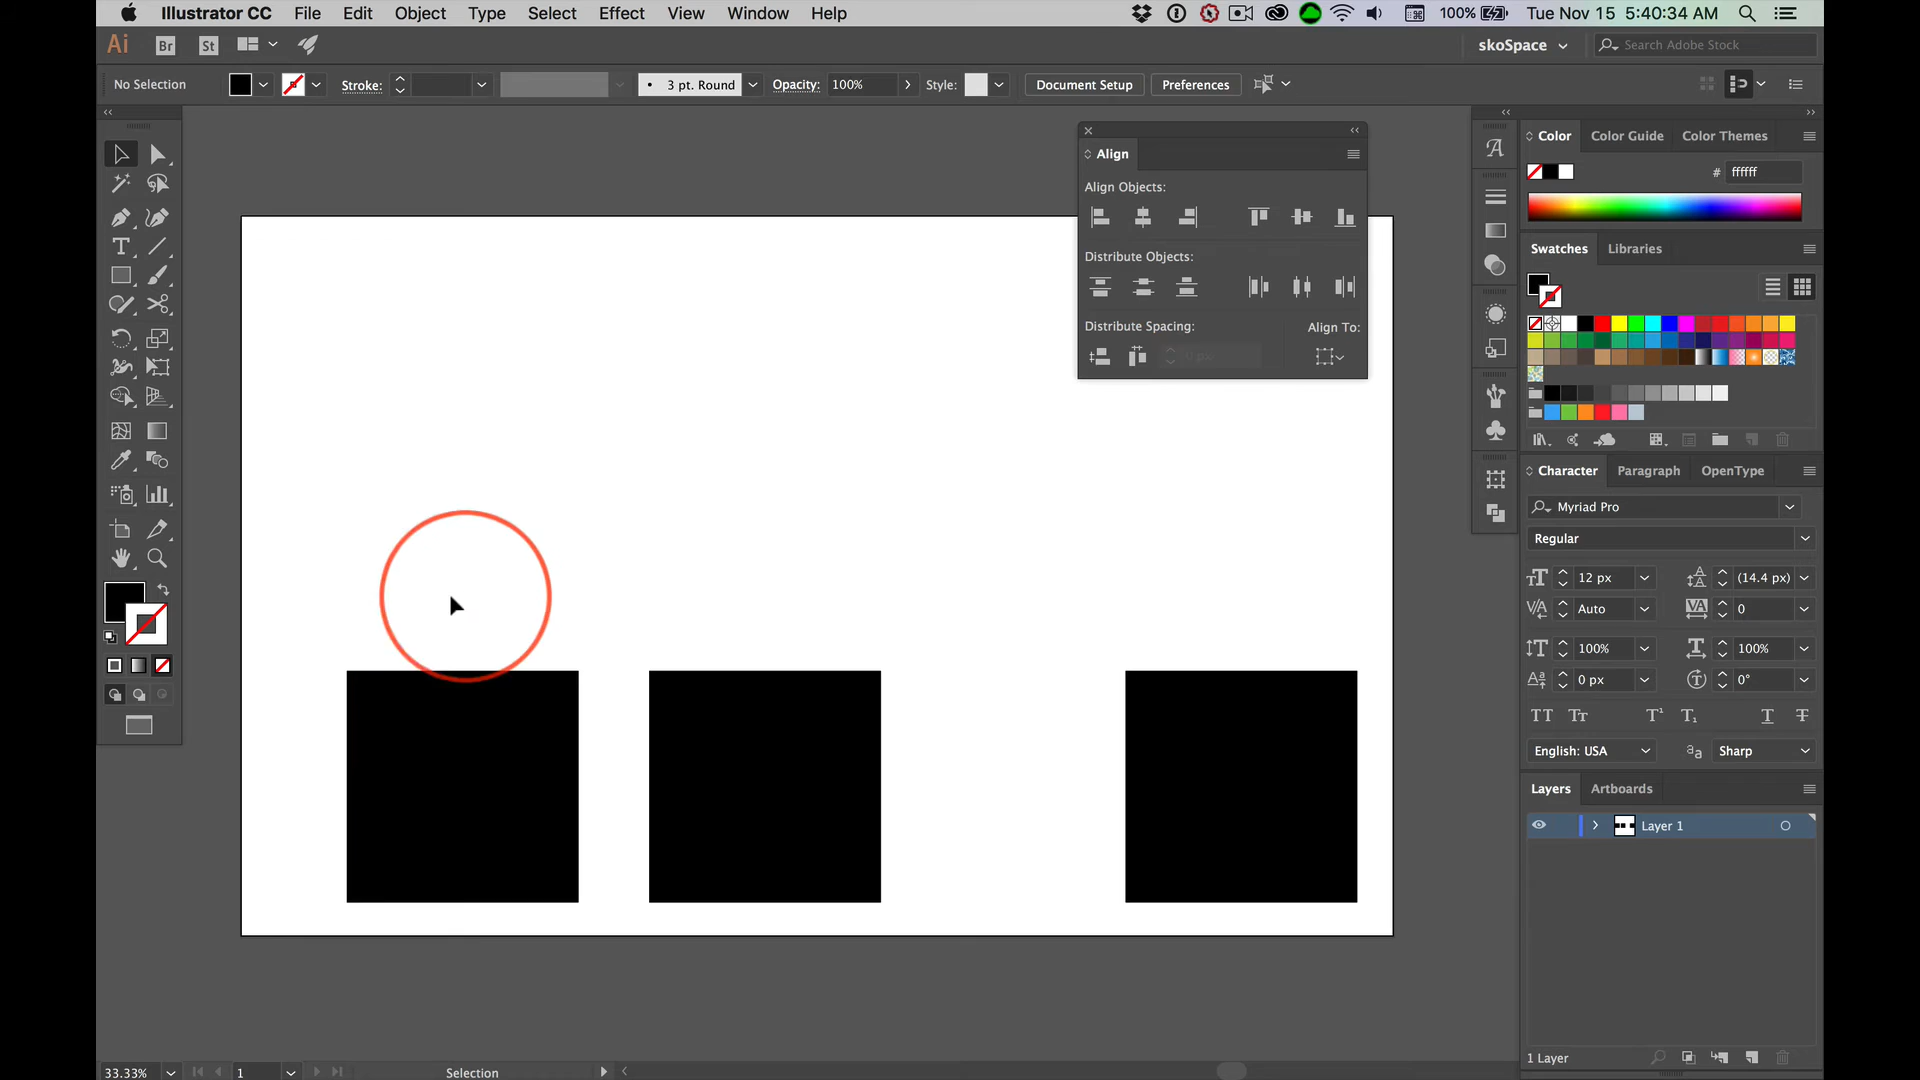 Illustrator CC File Edit Object Type Select Effect View Window Help 100% Tue Nov 15 5:40:34 AM
Ai Br St skoSpace Search Adobe Stock
No Selection Stroke: 3 pt. Round Opacity: 100% Style: Document Setup Preferences
Color Color Guide Color Themes
# ffffff
Align
Align Objects:
Distribute Objects:
Distribute Spacing: Align To:
0 px
Swatches Libraries
Character Paragraph OpenType
Myriad Pro
Regular
12 px (14.4 px)
Auto 0
100% 100%
0 px 0°
English: USA Sharp
Layers Artboards
Layer 1
1 Layer
33.33% 1 Selection